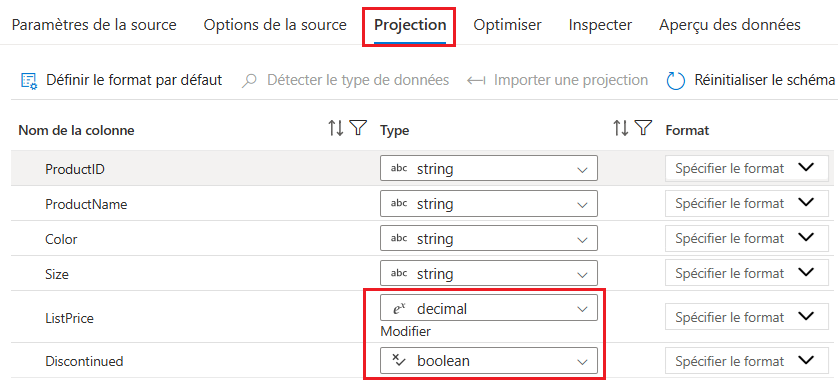 Paramètres de la source Options de la source Projection Optimiser Inspecter Aperçu des données
Définir le format par défaut Détecter le type de données Importer une projection Réinitialiser le schéma
Nom de la colonne Type Format
ProductID abc string Spécifier le format
ProductName abc string Spécifier le format
Color abc string Spécifier le format
Size abc string Spécifier le format
ListPrice eˣ decimal Spécifier le format
Modifier
Discontinued boolean Spécifier le format